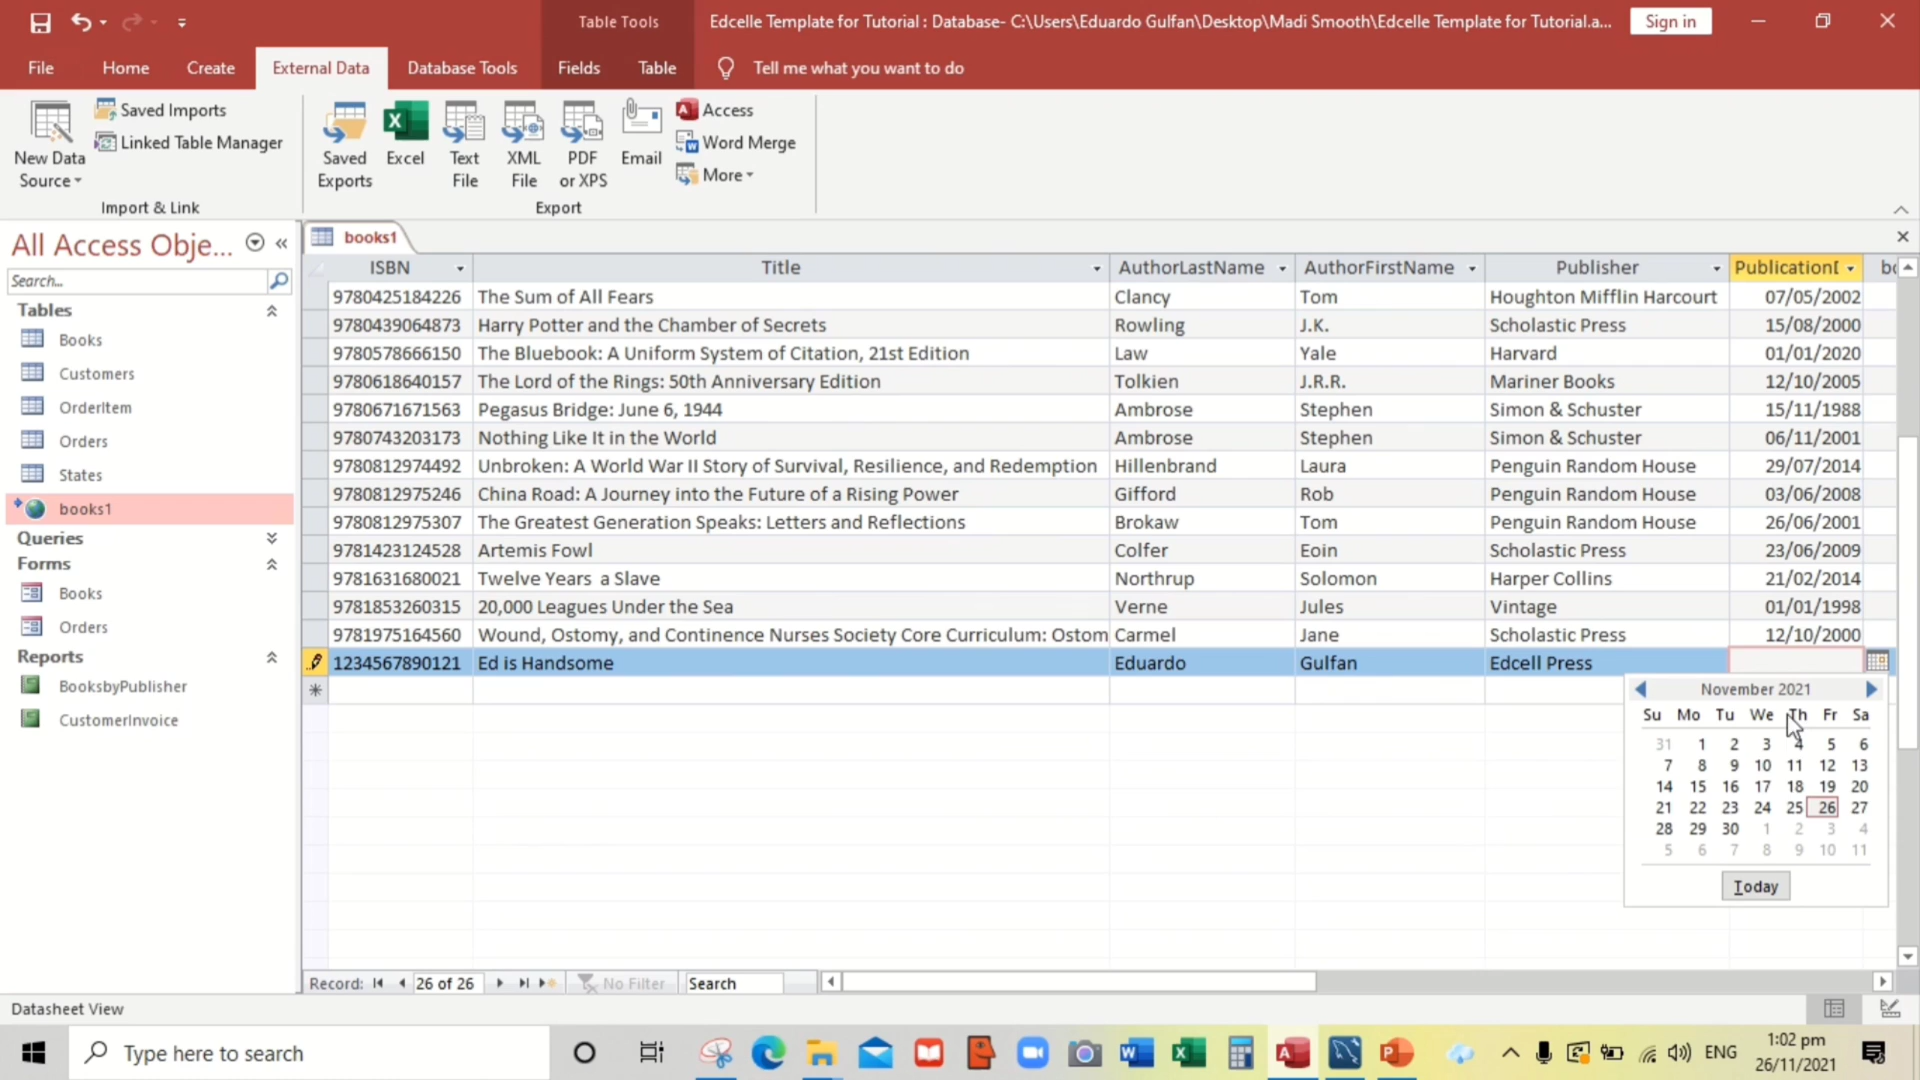 Table Tools
Edcelle Template for Tutorial : Database- C:\Users\Eduardo Gulfan\Desktop\Madi Smooth\Edcelle Template for Tutorial.a...
Sign in
File Home Create External Data Database Tools Fields Table Tell me what you want to do
New Data Source
Saved Imports
Linked Table Manager
Import & Link
Saved Exports
Excel
Text File
XML File
PDF or XPS
Email
Access
Word Merge
More
Export
All Access Obje...
Search...
Tables
Books
Customers
OrderItem
Orders
States
books1
Queries
Forms
Books
Orders
Reports
BooksbyPublisher
CustomerInvoice
books1
ISBN Title AuthorLastName AuthorFirstName Publisher PublicationD bo
9780425184226 The Sum of All Fears Clancy Tom Houghton Mifflin Harcourt 07/05/2002
9780439064873 Harry Potter and the Chamber of Secrets Rowling J.K. Scholastic Press 15/08/2000
9780578666150 The Bluebook: A Uniform System of Citation, 21st Edition Law Yale Harvard 01/01/2020
9780618640157 The Lord of the Rings: 50th Anniversary Edition Tolkien J.R.R. Mariner Books 12/10/2005
9780671671563 Pegasus Bridge: June 6, 1944 Ambrose Stephen Simon & Schuster 15/11/1988
9780743203173 Nothing Like It in the World Ambrose Stephen Simon & Schuster 06/11/2001
9780812974492 Unbroken: A World War II Story of Survival, Resilience, and Redemption Hillenbrand Laura Penguin Random House 29/07/2014
9780812975246 China Road: A Journey into the Future of a Rising Power Gifford Rob Penguin Random House 03/06/2008
9780812975307 The Greatest Generation Speaks: Letters and Reflections Brokaw Tom Penguin Random House 26/06/2001
9781423124528 Artemis Fowl Colfer Eoin Scholastic Press 23/06/2009
9781631680021 Twelve Years a Slave Northrup Solomon Harper Collins 21/02/2014
9781853260315 20,000 Leagues Under the Sea Verne Jules Vintage 01/01/1998
9781975164560 Wound, Ostomy, and Continence Nurses Society Core Curriculum: Ostom Carmel Jane Scholastic Press 12/10/2000
1234567890121 Ed is Handsome Eduardo Gulfan Edcell Press
November 2021
Su Mo Tu We Th Fr Sa
31 1 2 3 4 5 6
7 8 9 10 11 12 13
14 15 16 17 18 19 20
21 22 23 24 25 26 27
28 29 30 1 2 3 4
5 6 7 8 9 10 11
Today
Record: 26 of 26 No Filter Search
Datasheet View
Type here to search
ENG
1:02 pm
26/11/2021